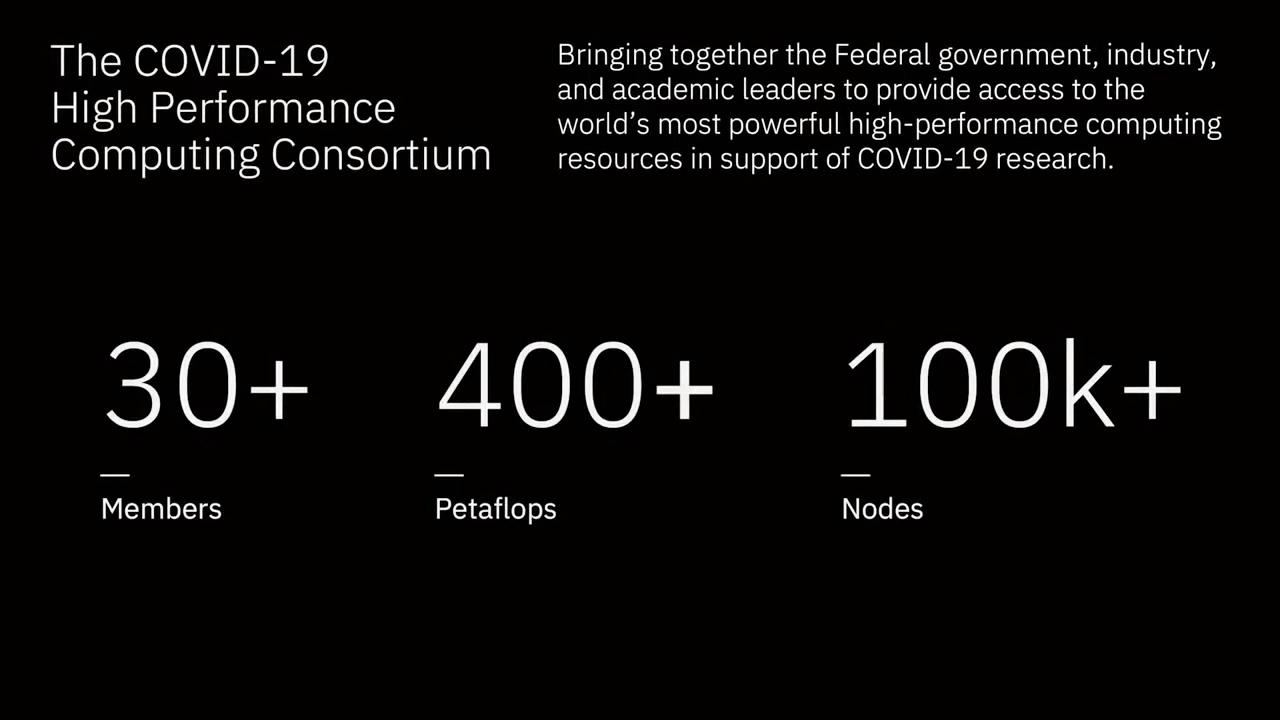 The COVID-19
High Performance
Computing Consortium
Bringing together the Federal government, industry,
and academic leaders to provide access to the
world’s most powerful high-performance computing
resources in support of COVID-19 research.
30+
Members
400+
Petaflops
100k+
Nodes